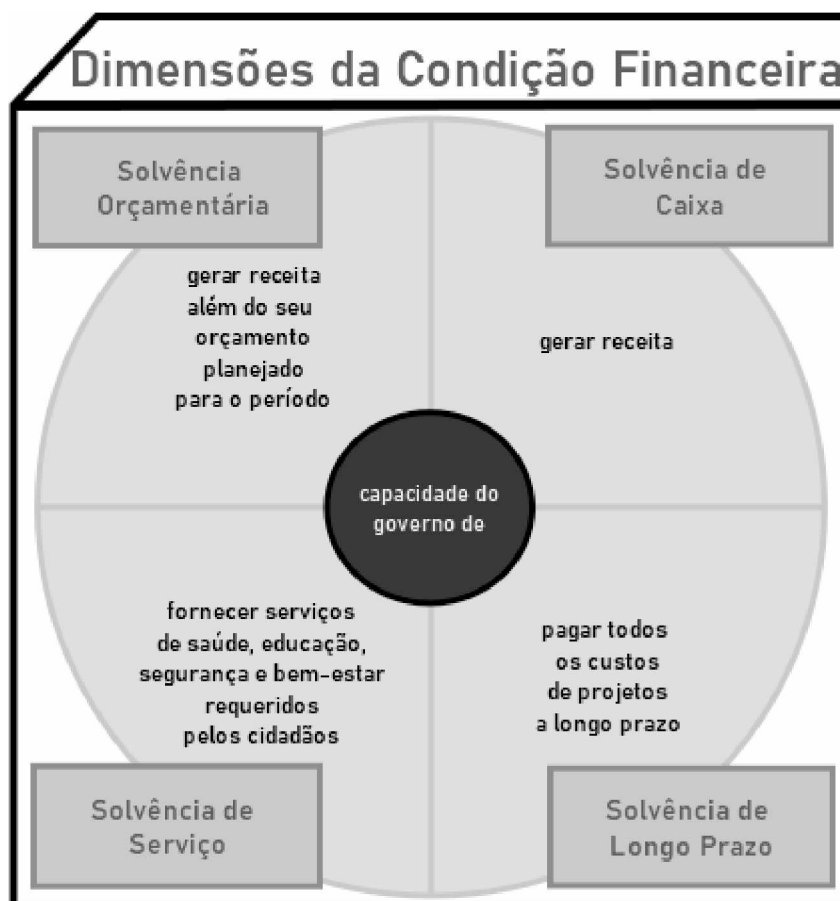 Dimensões da Condição Financeira
Solvência
Orçamentária
gerar receita
além do seu
orçamento
planejado
para o período
Solvência de
Caixa
gerar receita
capacidade do
governo de
fornecer serviços
de saúde, educação,
segurança e bem-estar
requeridos
pelos cidadãos
Solvência de
Serviço
pagar todos
os custos
de projetos
a longo prazo
Solvência de
Longo Prazo